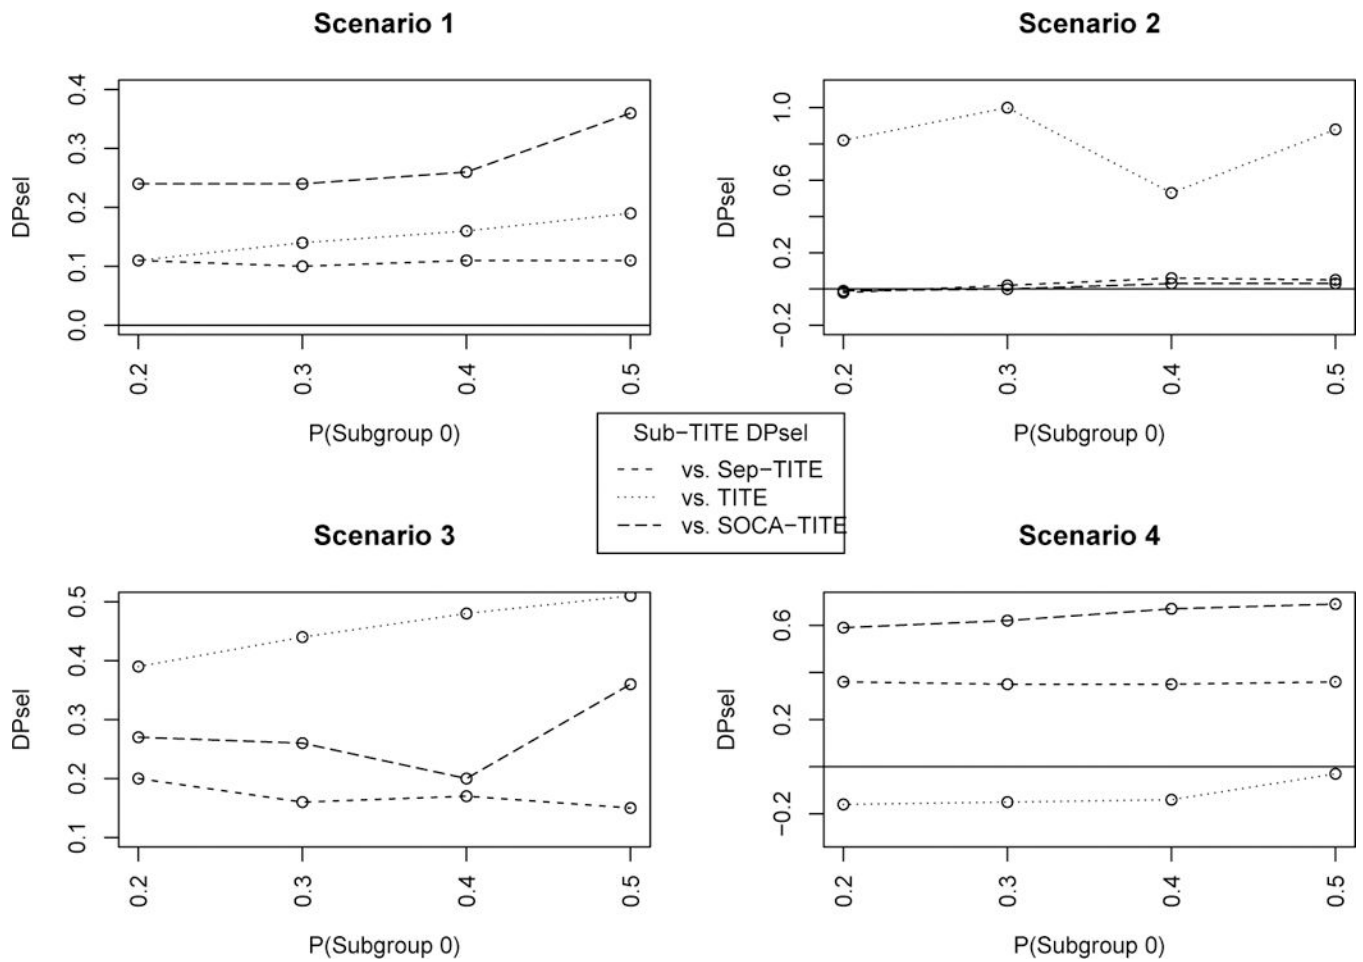 Scenario 1
DPsel
0.0 0.1 0.2 0.3 0.4
0.2 0.3 0.4 0.5
P(Subgroup 0)
Scenario 2
DPsel
−0.2 0.2 0.6 1.0
0.2 0.3 0.4 0.5
P(Subgroup 0)
Sub−TITE DPsel
vs. Sep−TITE
vs. TITE
vs. SOCA−TITE
Scenario 3
DPsel
0.1 0.2 0.3 0.4 0.5
0.2 0.3 0.4 0.5
P(Subgroup 0)
Scenario 4
DPsel
−0.2 0.2 0.6
0.2 0.3 0.4 0.5
P(Subgroup 0)